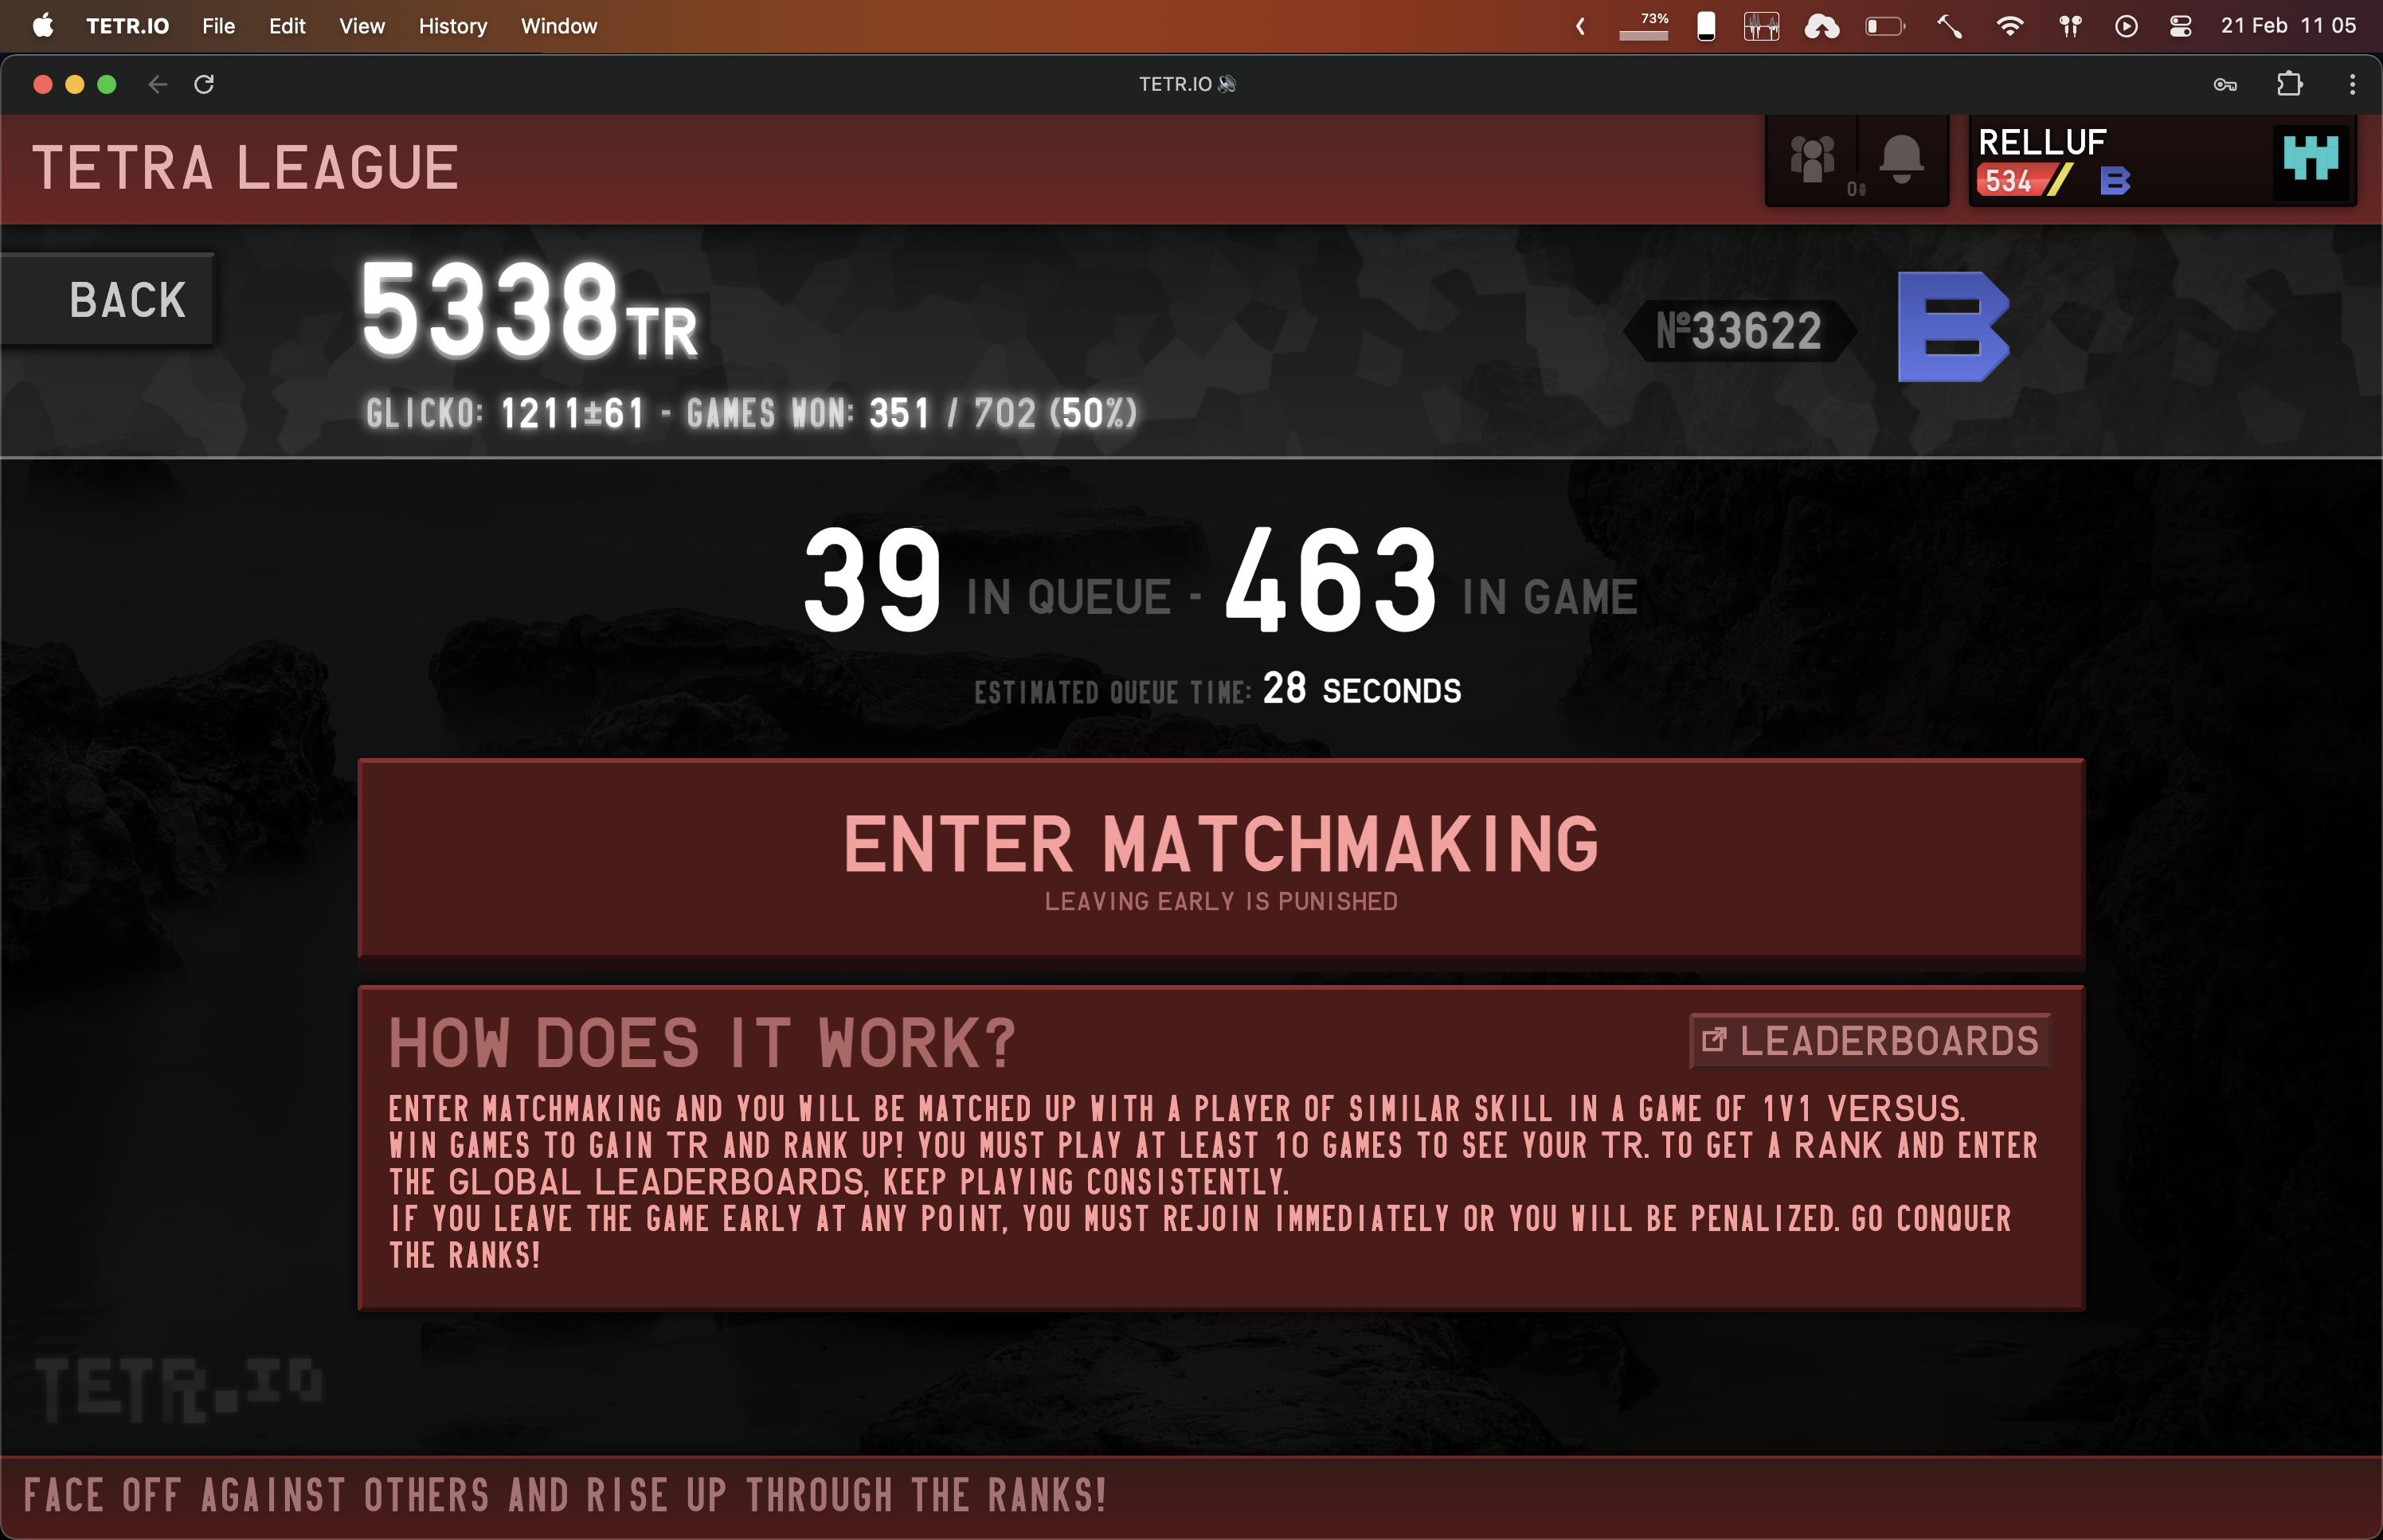 TETR.IO File Edit View History Window 73% 21 Feb 11 05
TETR.IO
TETRA LEAGUE
0
RELLUF
534 B
BACK
5338TR
Nº33622
B
GLICKO: 1211±61 - GAMES WON: 351 / 702 (50%)
39 IN QUEUE - 463 IN GAME
ESTIMATED QUEUE TIME: 28 SECONDS
ENTER MATCHMAKING
LEAVING EARLY IS PUNISHED
HOW DOES IT WORK?
LEADERBOARDS
ENTER MATCHMAKING AND YOU WILL BE MATCHED UP WITH A PLAYER OF SIMILAR SKILL IN A GAME OF 1V1 VERSUS.
WIN GAMES TO GAIN TR AND RANK UP! YOU MUST PLAY AT LEAST 10 GAMES TO SEE YOUR TR. TO GET A RANK AND ENTER
THE GLOBAL LEADERBOARDS, KEEP PLAYING CONSISTENTLY.
IF YOU LEAVE THE GAME EARLY AT ANY POINT, YOU MUST REJOIN IMMEDIATELY OR YOU WILL BE PENALIZED. GO CONQUER
THE RANKS!
TETR.IO
FACE OFF AGAINST OTHERS AND RISE UP THROUGH THE RANKS!